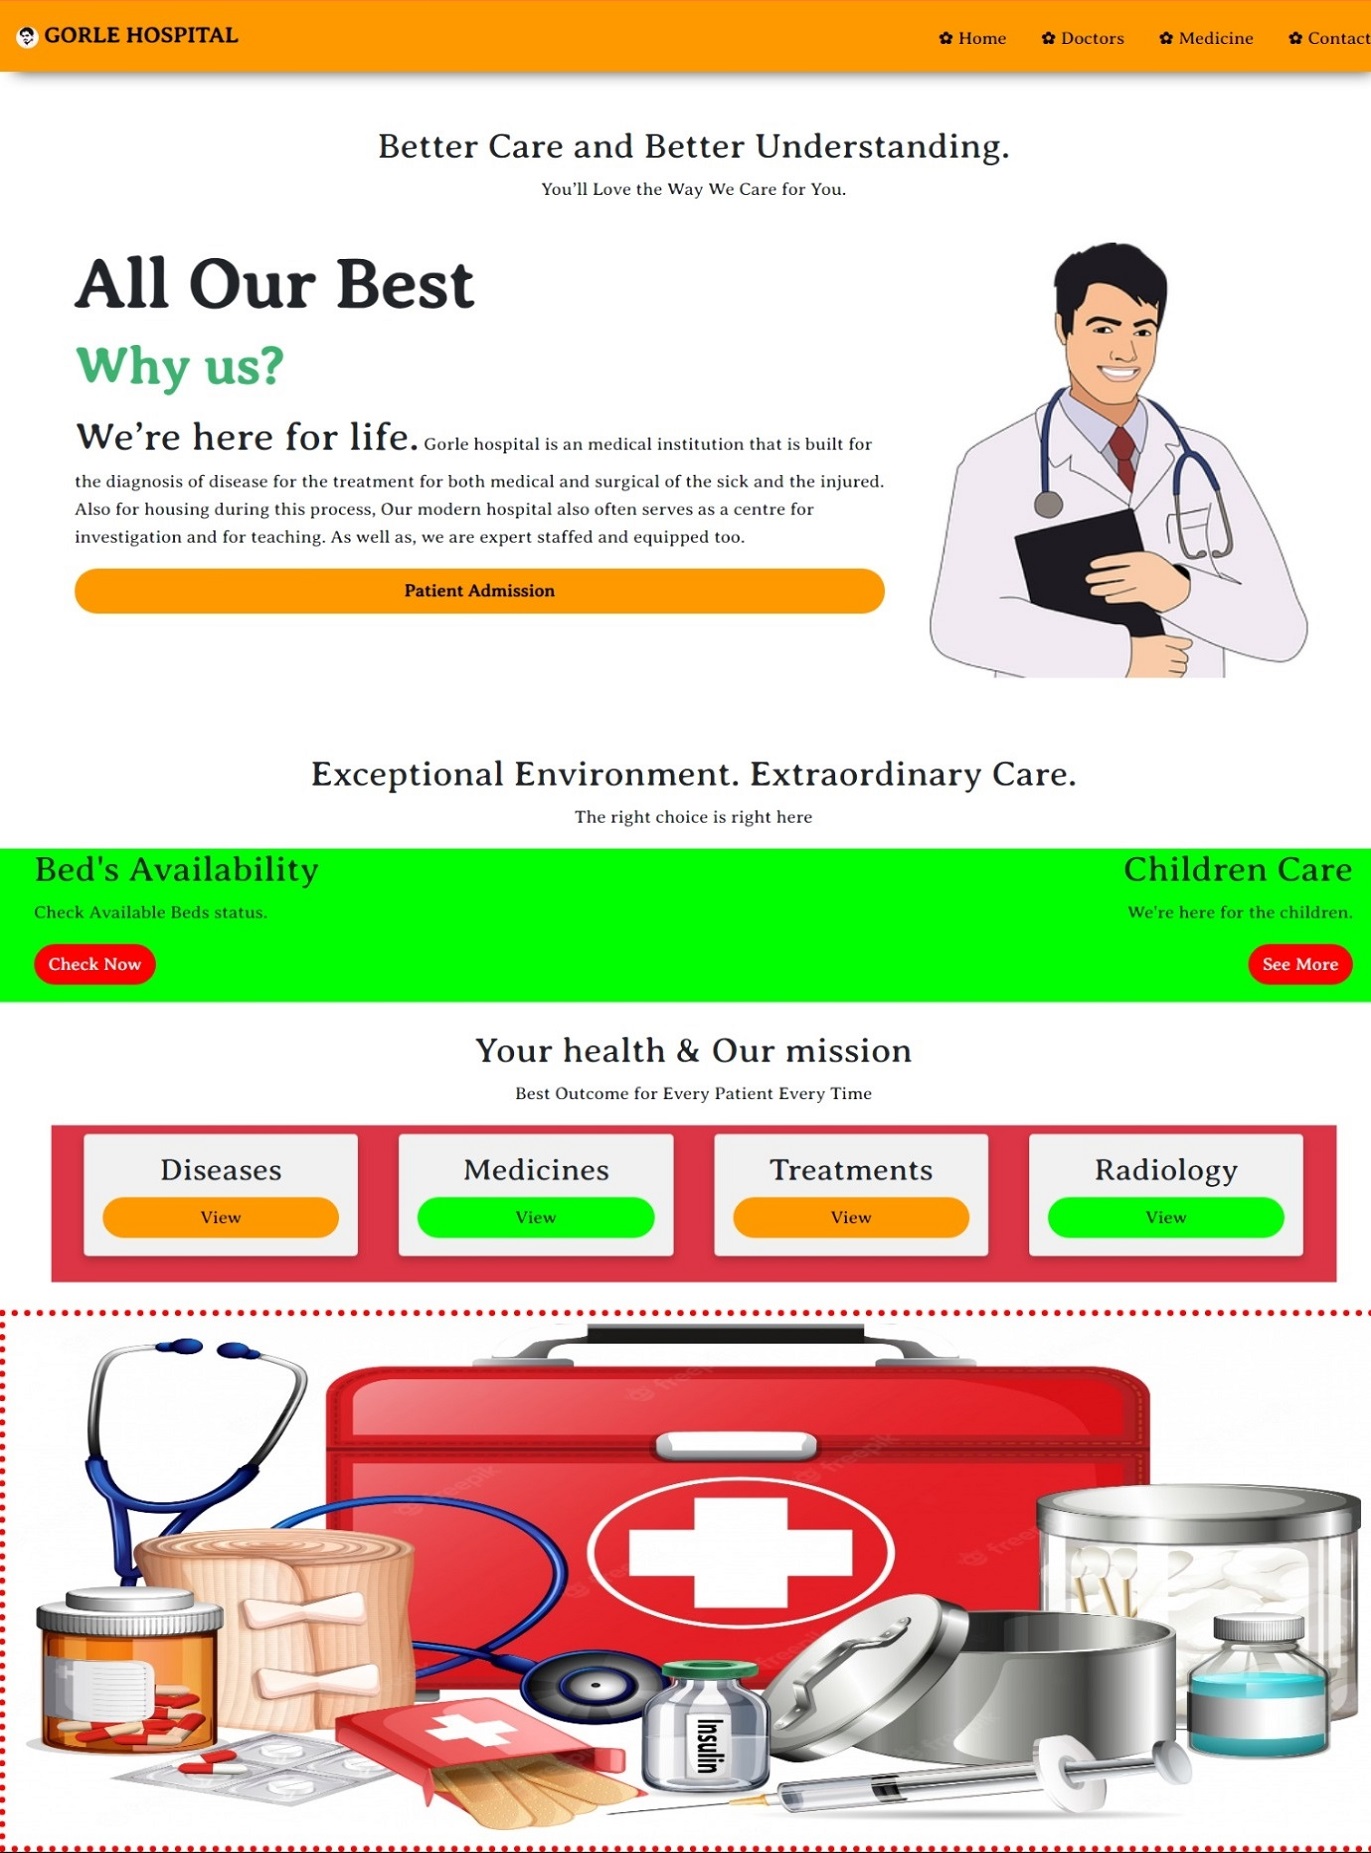 GORLE HOSPITAL
✿ Home ✿ Doctors ✿ Medicine ✿ Contact
Better Care and Better Understanding.
You’ll Love the Way We Care for You.
All Our Best
Why us?
We’re here for life. Gorle hospital is an medical institution that is built for
the diagnosis of disease for the treatment for both medical and surgical of the sick and the injured.
Also for housing during this process, Our modern hospital also often serves as a centre for
investigation and for teaching. As well as, we are expert staffed and equipped too.
Patient Admission
Exceptional Environment. Extraordinary Care.
The right choice is right here
Bed's Availability
Check Available Beds status.
Check Now
Children Care
We're here for the children.
See More
Your health & Our mission
Best Outcome for Every Patient Every Time
Diseases
View
Medicines
View
Treatments
View
Radiology
View
freepik
freepik
freepik
Insulin